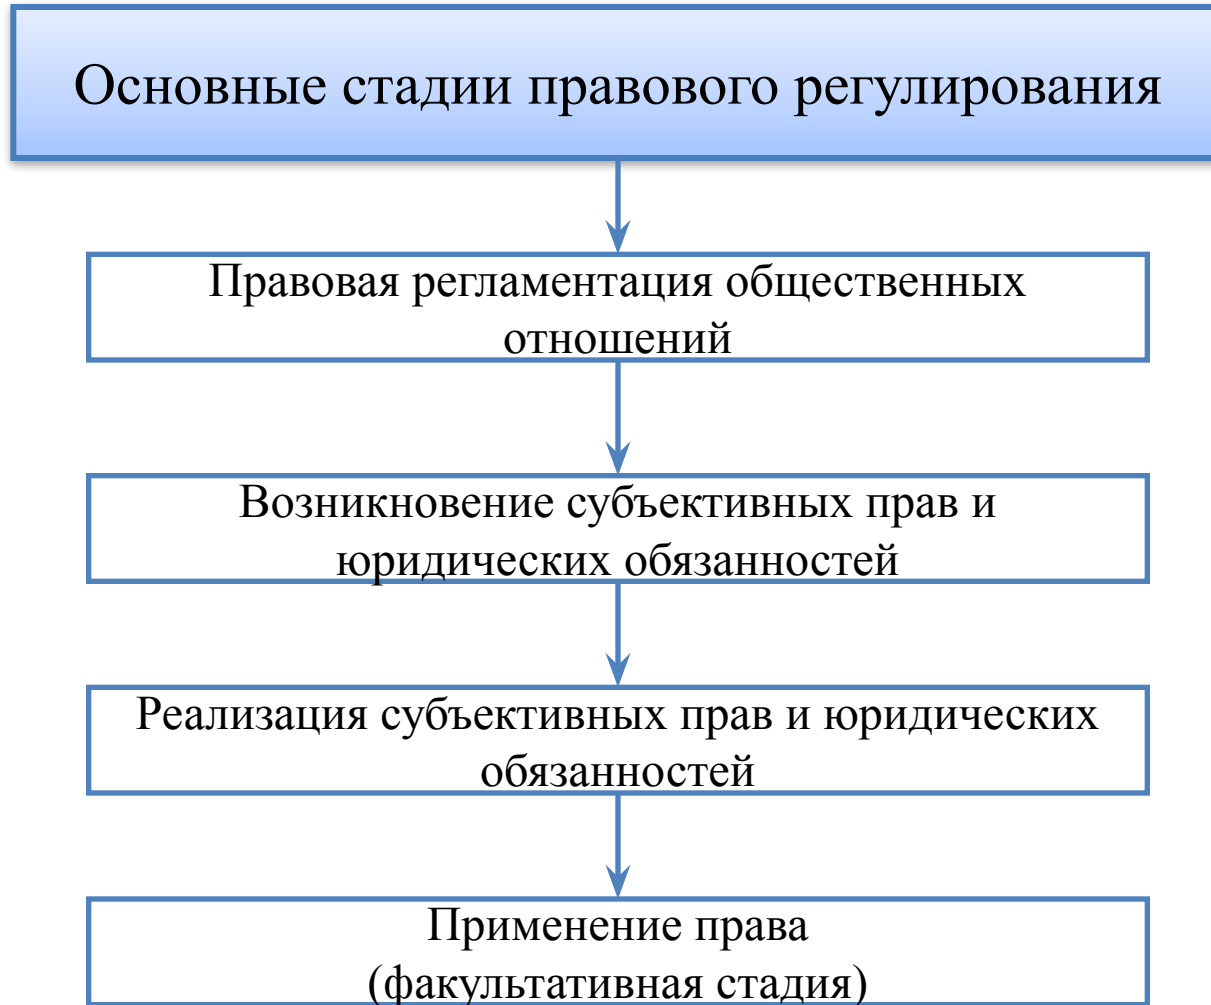 Основные стадии правового регулирования
Правовая регламентация общественных
отношений
Возникновение субъективных прав и
юридических обязанностей
Реализация субъективных прав и юридических
обязанностей
Применение права
(факультативная стадия)